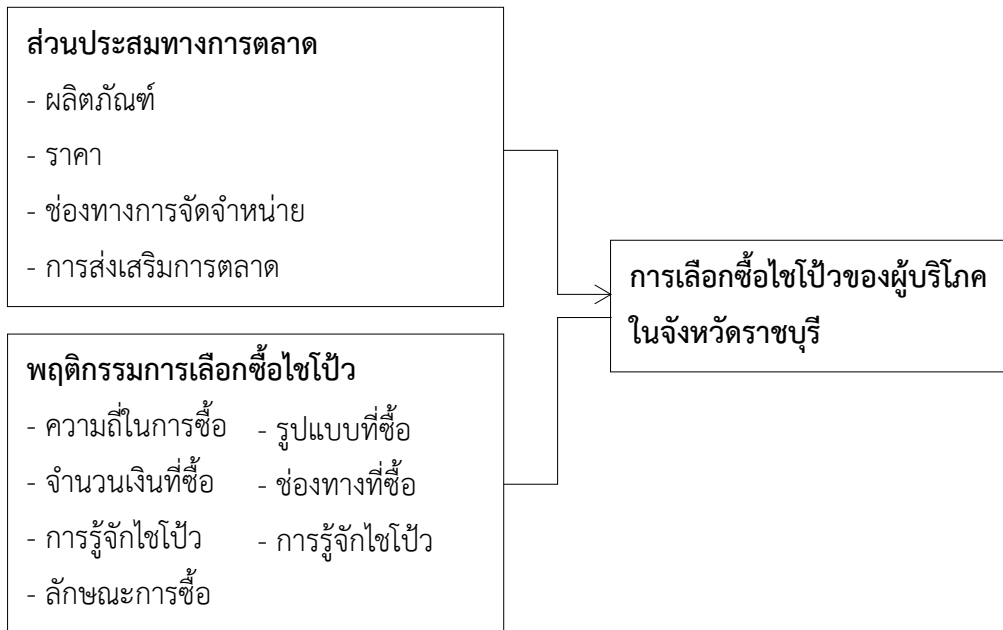 ส่วนประสมทางการตลาด
- ผลิตภัณฑ์
- ราคา
- ช่องทางการจัดจำหน่าย
- การส่งเสริมการตลาด
การเลือกซื้อไชโป้วของผู้บริโภค
ในจังหวัดราชบุรี
พฤติกรรมการเลือกซื้อไชโป้ว
- ความถี่ในการซื้อ - รูปแบบที่ซื้อ
- จำนวนเงินที่ซื้อ - ช่องทางที่ซื้อ
- การรู้จักไชโป้ว - การรู้จักไชโป้ว
- ลักษณะการซื้อ